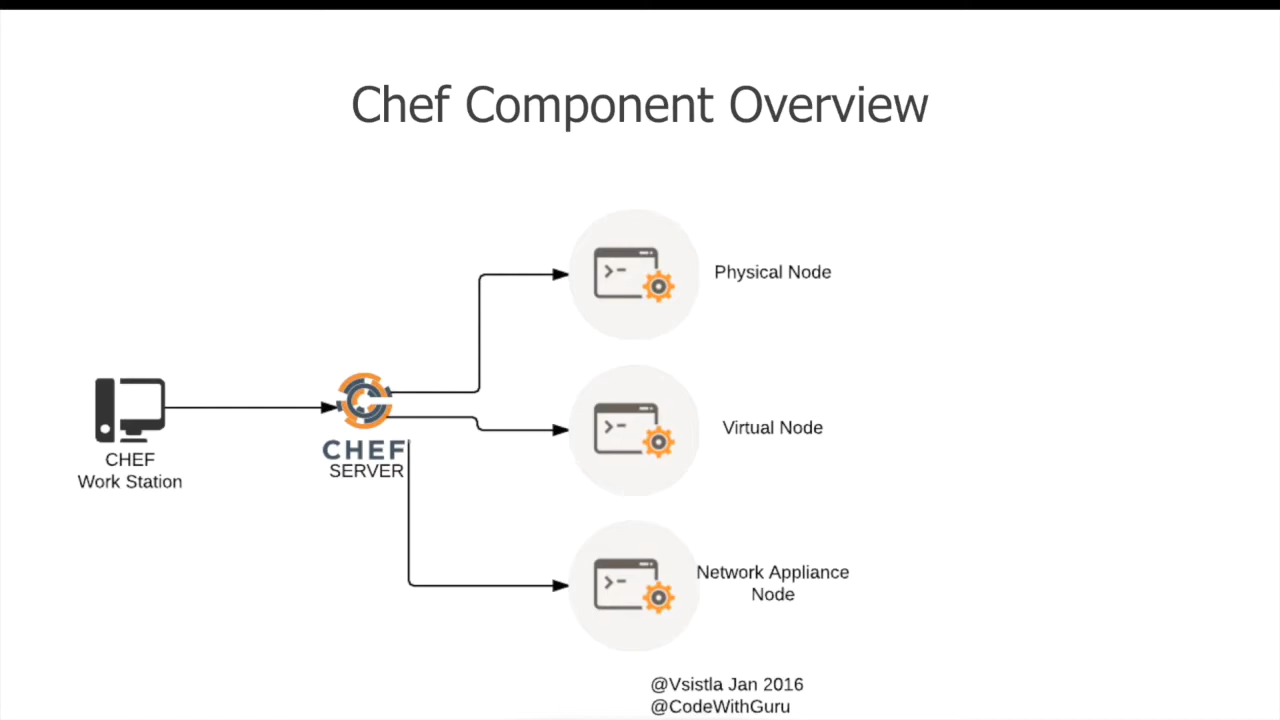 Chef Component Overview
Physical Node
Virtual Node
CHEF
Work Station
CHEF
SERVER
Network Appliance
Node
@Vsistla Jan 2016
@CodeWithGuru